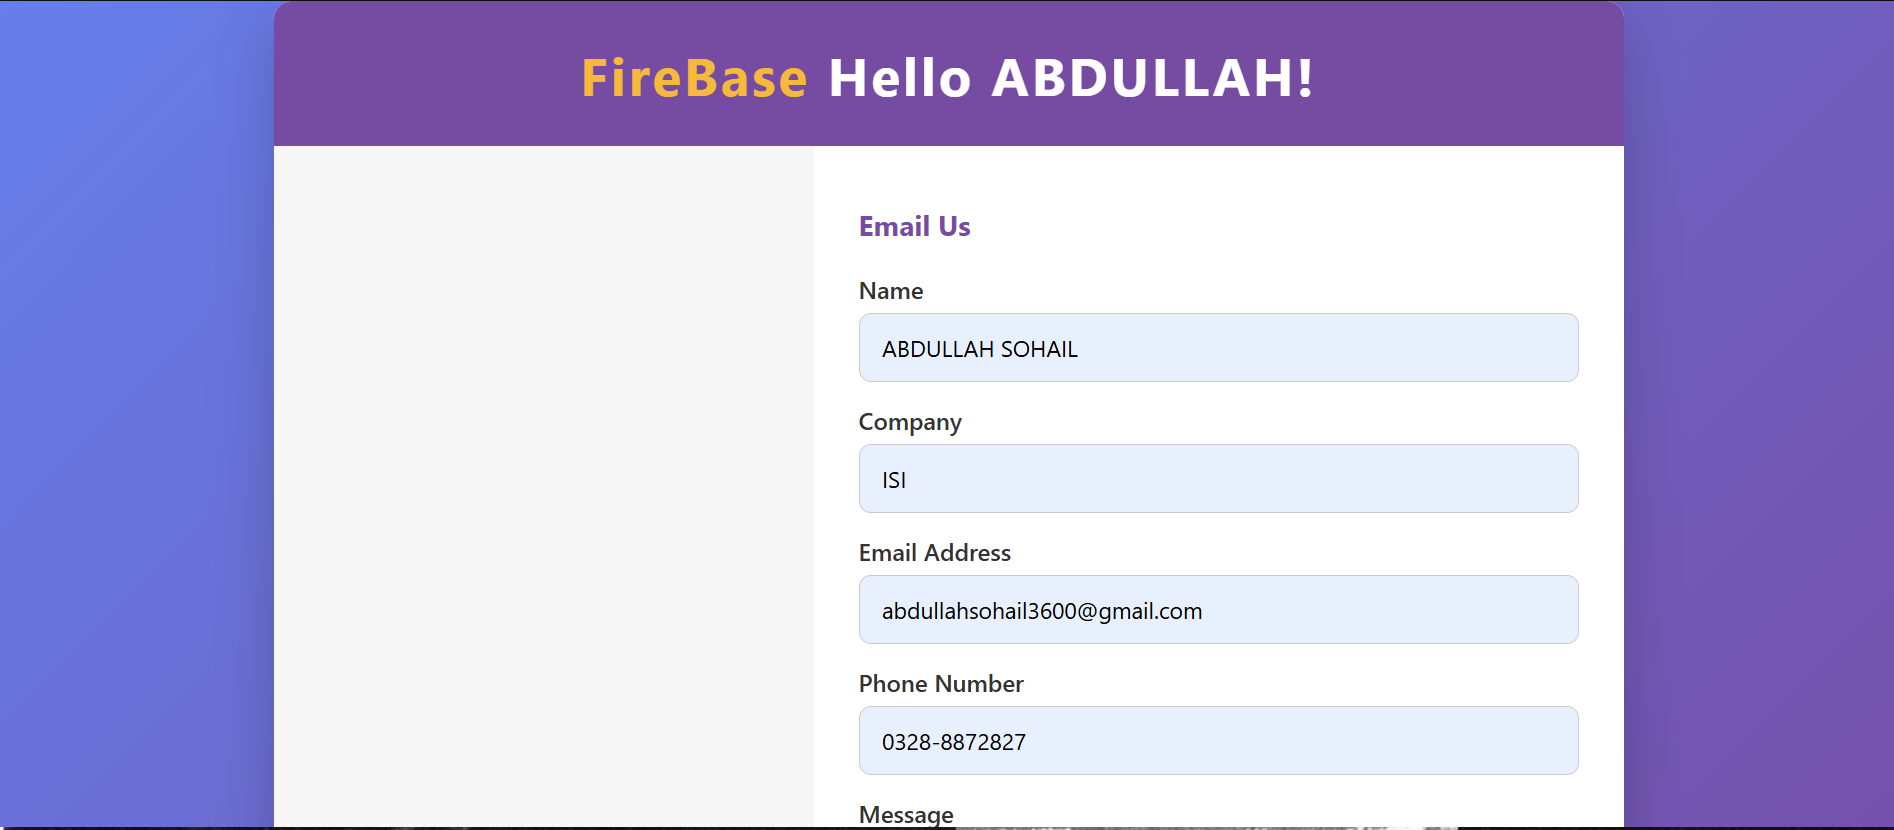 FireBase Hello ABDULLAH!
Email Us
Name
ABDULLAH SOHAIL
Company
ISI
Email Address
abdullahsohail3600@gmail.com
Phone Number
0328-8872827
Message